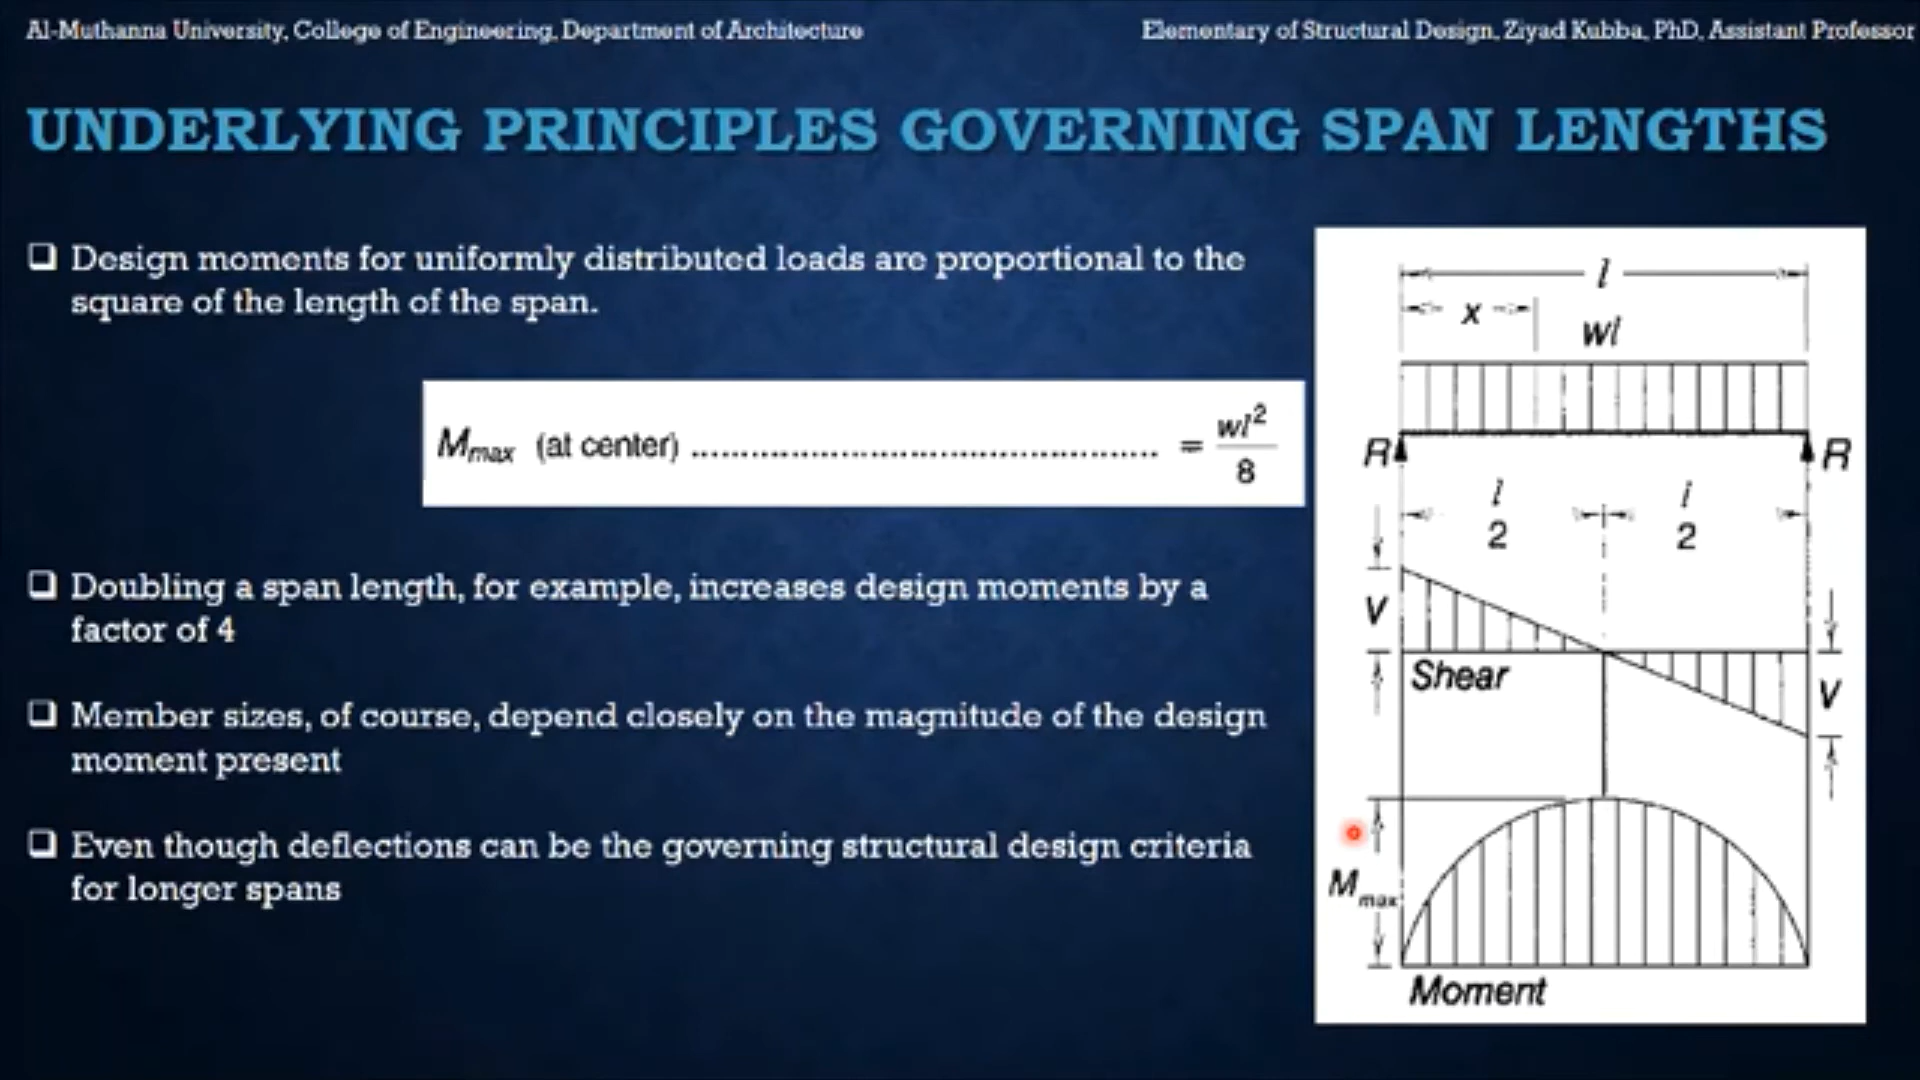 Al-Muthanna University, College of Engineering, Department of Architecture
Elementary of Structural Design, Ziyad Kubba, PhD, Assistant Professor
UNDERLYING PRINCIPLES GOVERNING SPAN LENGTHS
Design moments for uniformly distributed loads are proportional to the
square of the length of the span.
M_max (at center) ............................................... = wl²/8
Doubling a span length, for example, increases design moments by a
factor of 4
Member sizes, of course, depend closely on the magnitude of the design
moment present
Even though deflections can be the governing structural design criteria
for longer spans
l
x
wl
R R
l/2 l/2
V
Shear
V
M_max
Moment